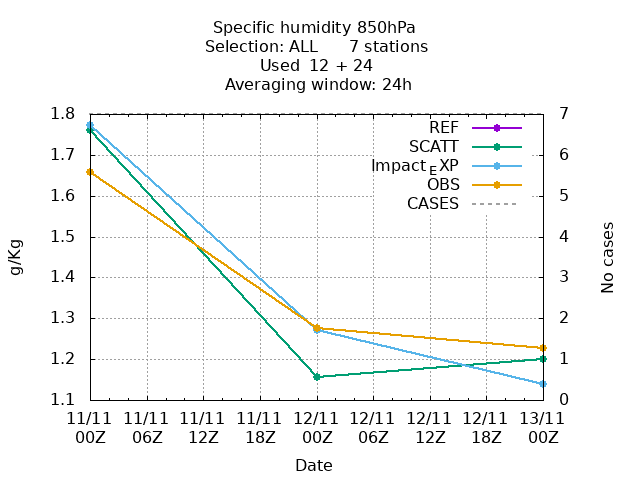 Specific humidity 850hPa
Selection: ALL 7 stations
Used 12 + 24
Averaging window: 24h
1.8 7
REF
SCATT
1.7 6
Impact_EXP
OBS
1.6 5
CASES
1.5 4
g/Kg
No cases
1.4 3
1.3 2
1.2 1
1.1 0
11/11 11/11 11/11 11/11 12/11 12/11 12/11 12/11 13/11
00Z 06Z 12Z 18Z 00Z 06Z 12Z 18Z 00Z
Date